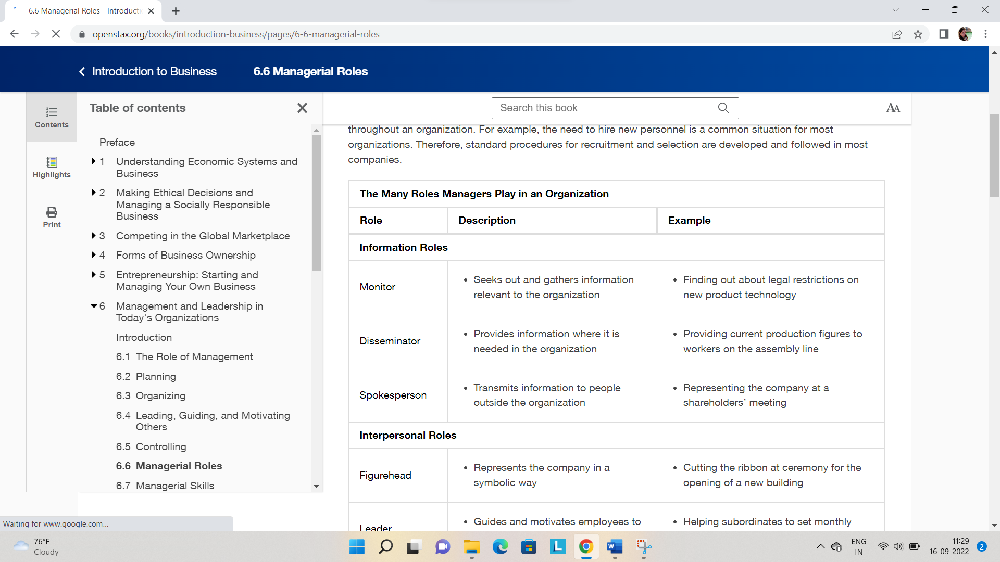 6.6 Managerial Roles - Introducti
openstax.org/books/introduction-business/pages/6-6-managerial-roles
Introduction to Business
6.6 Managerial Roles
Contents
Highlights
Print
Table of contents
Preface
1 Understanding Economic Systems and
Business
2 Making Ethical Decisions and
Managing a Socially Responsible
Business
3 Competing in the Global Marketplace
4 Forms of Business Ownership
5 Entrepreneurship: Starting and
Managing Your Own Business
6 Management and Leadership in
Today's Organizations
Introduction
6.1 The Role of Management
6.2 Planning
6.3 Organizing
6.4 Leading, Guiding, and Motivating
Others
6.5 Controlling
6.6 Managerial Roles
6.7 Managerial Skills
Search this book
AA
throughout an organization. For example, the need to hire new personnel is a common situation for most
organizations. Therefore, standard procedures for recruitment and selection are developed and followed in most
companies.
The Many Roles Managers Play in an Organization
Role Description Example
Information Roles
Monitor
• Seeks out and gathers information
relevant to the organization
• Finding out about legal restrictions on
new product technology
Disseminator
• Provides information where it is
needed in the organization
• Providing current production figures to
workers on the assembly line
Spokesperson
• Transmits information to people
outside the organization
• Representing the company at a
shareholders’ meeting
Interpersonal Roles
Figurehead
• Represents the company in a
symbolic way
• Cutting the ribbon at ceremony for the
opening of a new building
Leader
• Guides and motivates employees to
• Helping subordinates to set monthly
Waiting for www.google.com...
76°F
Cloudy
L
W
ENG
IN
11:29
16-09-2022
2